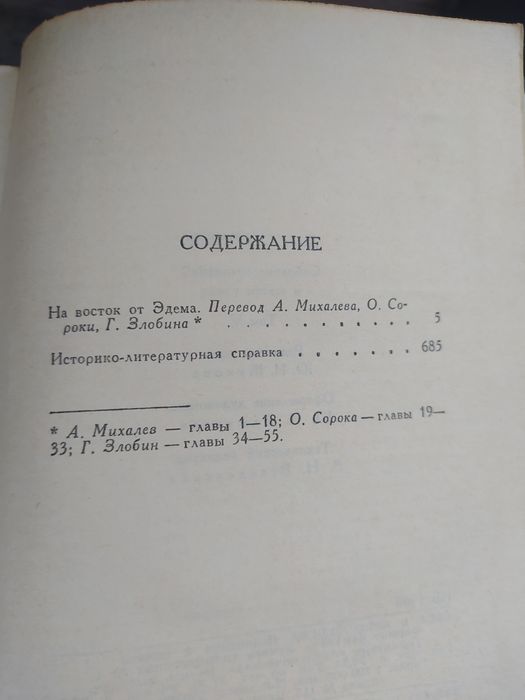 СОДЕРЖАНИЕ
На восток от Эдема. Перевод А. Михалева, О. Со-
роки, Г. Злобина * . . . . . . . . . . . 5
Историко-литературная справка . . . . . . . 685
* А. Михалев — главы 1—18; О. Сорока — главы 19—
33; Г. Злобин — главы 34—55.